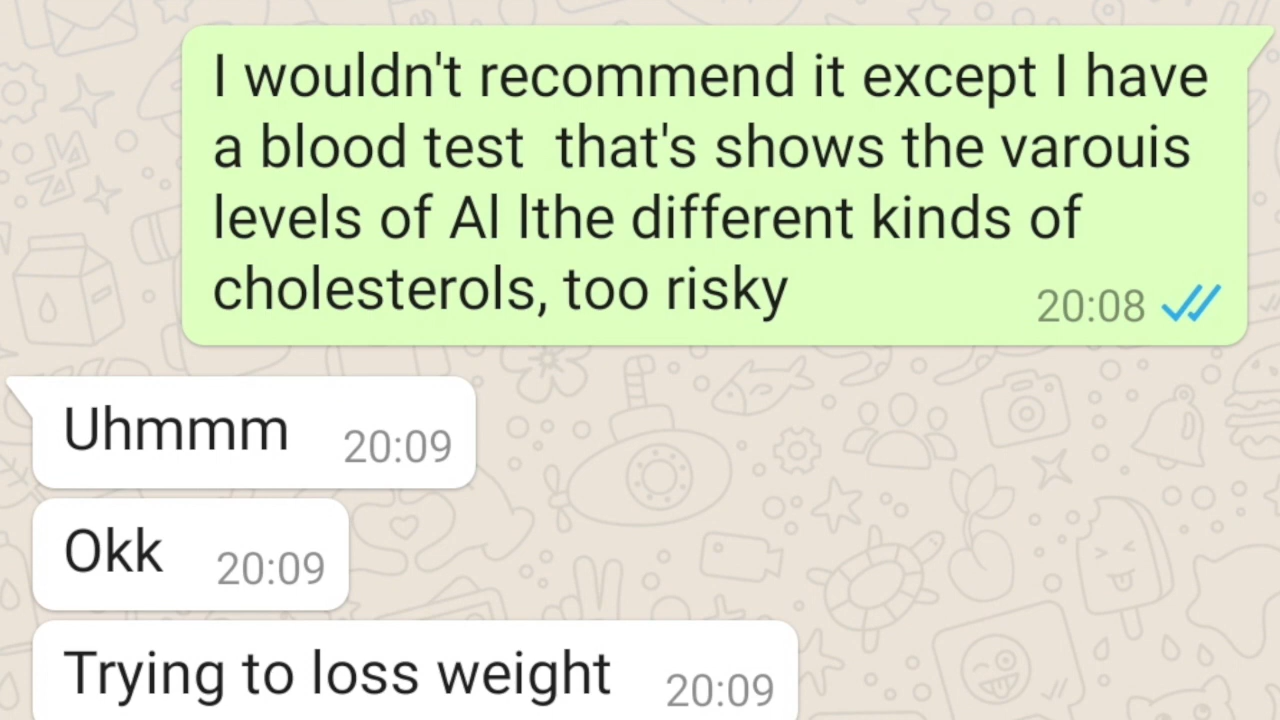 I wouldn't recommend it except I have
a blood test  that's shows the varouis
levels of Al lthe different kinds of
cholesterols, too risky
20:08
Uhmmm 20:09
Okk 20:09
Trying to loss weight 20:09